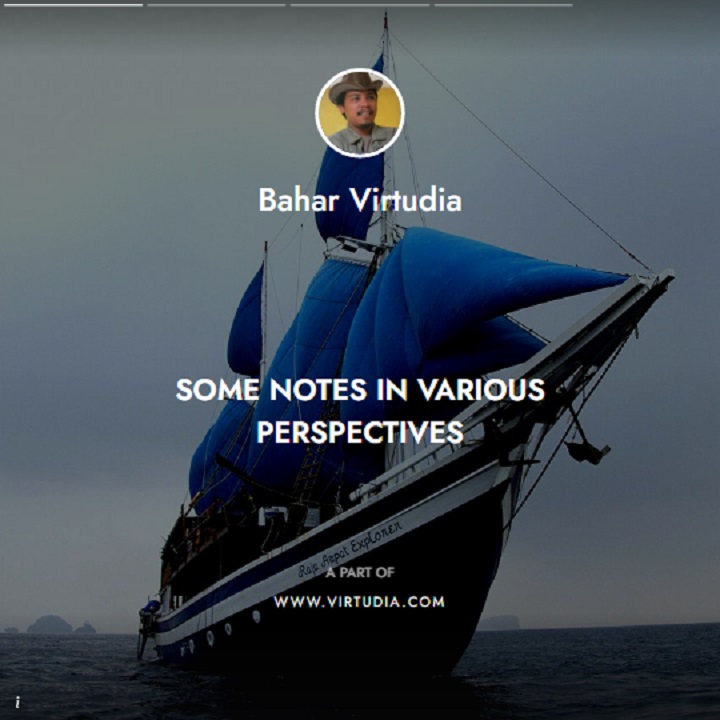 Bahar Virtudia
SOME NOTES IN VARIOUS
PERSPECTIVES
Raja Ampat Explorer
A PART OF
WWW.VIRTUDIA.COM
i